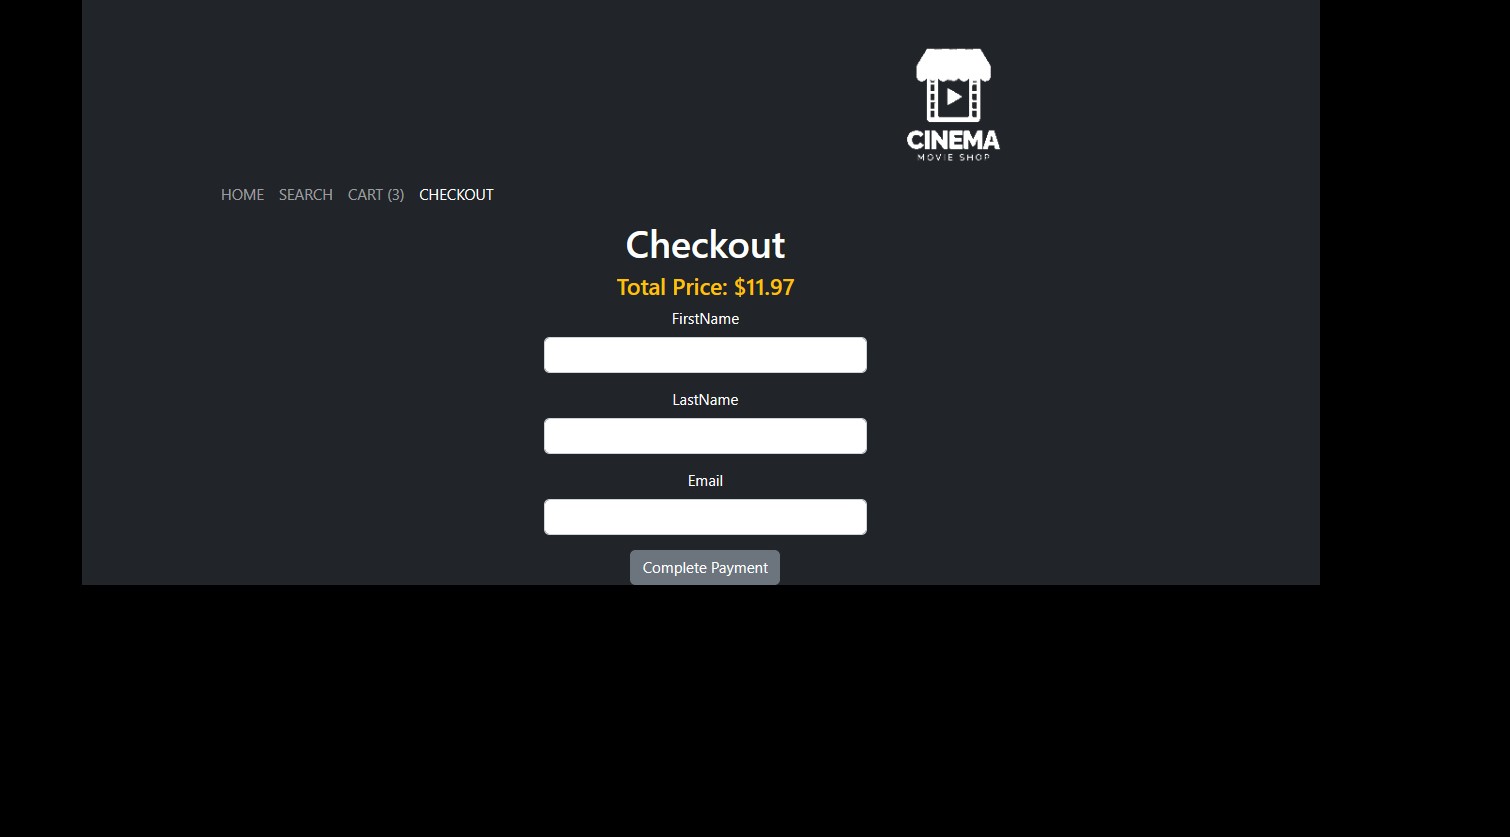 CINEMA
MOVIE SHOP
HOME SEARCH CART (3) CHECKOUT
Checkout
Total Price: $11.97
FirstName
LastName
Email
Complete Payment